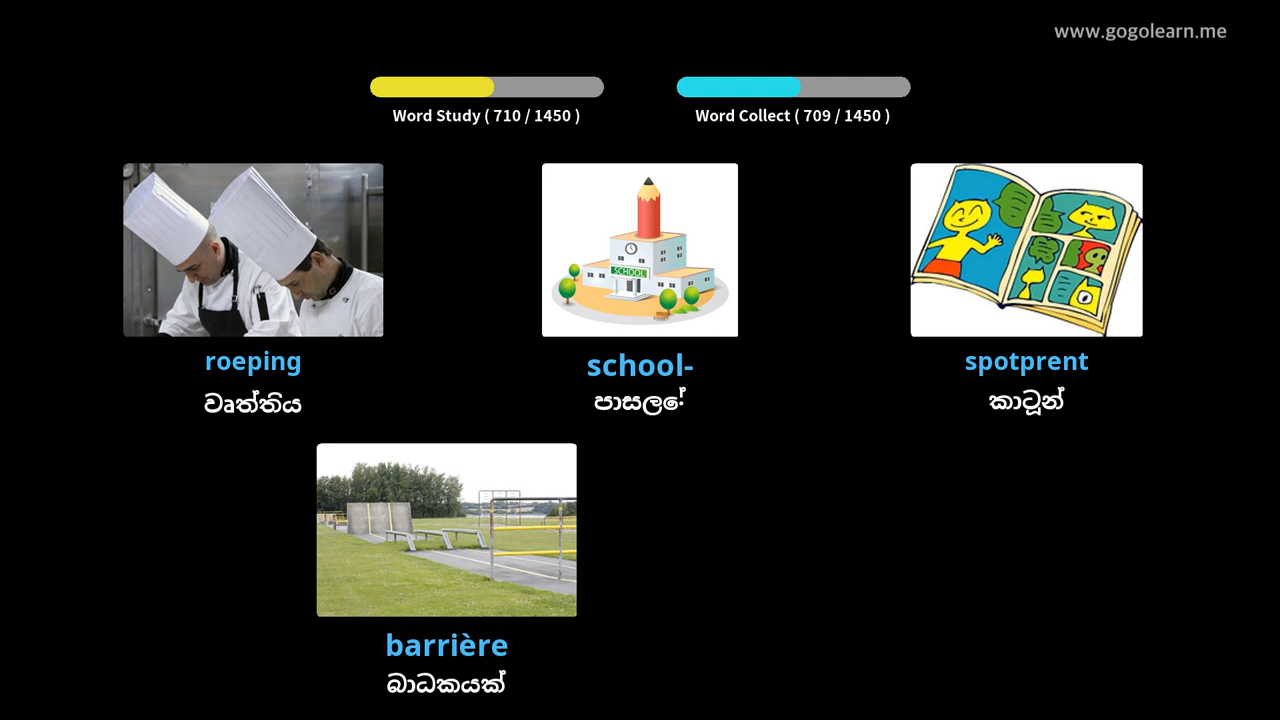 www.gogolearn.me
Word Study ( 710 / 1450 )
Word Collect ( 709 / 1450 )
SCHOOL
roeping
school-
spotprent
වෘත්තිය
පාසලේ!
කාටූන්
barrière
බාධකයක්